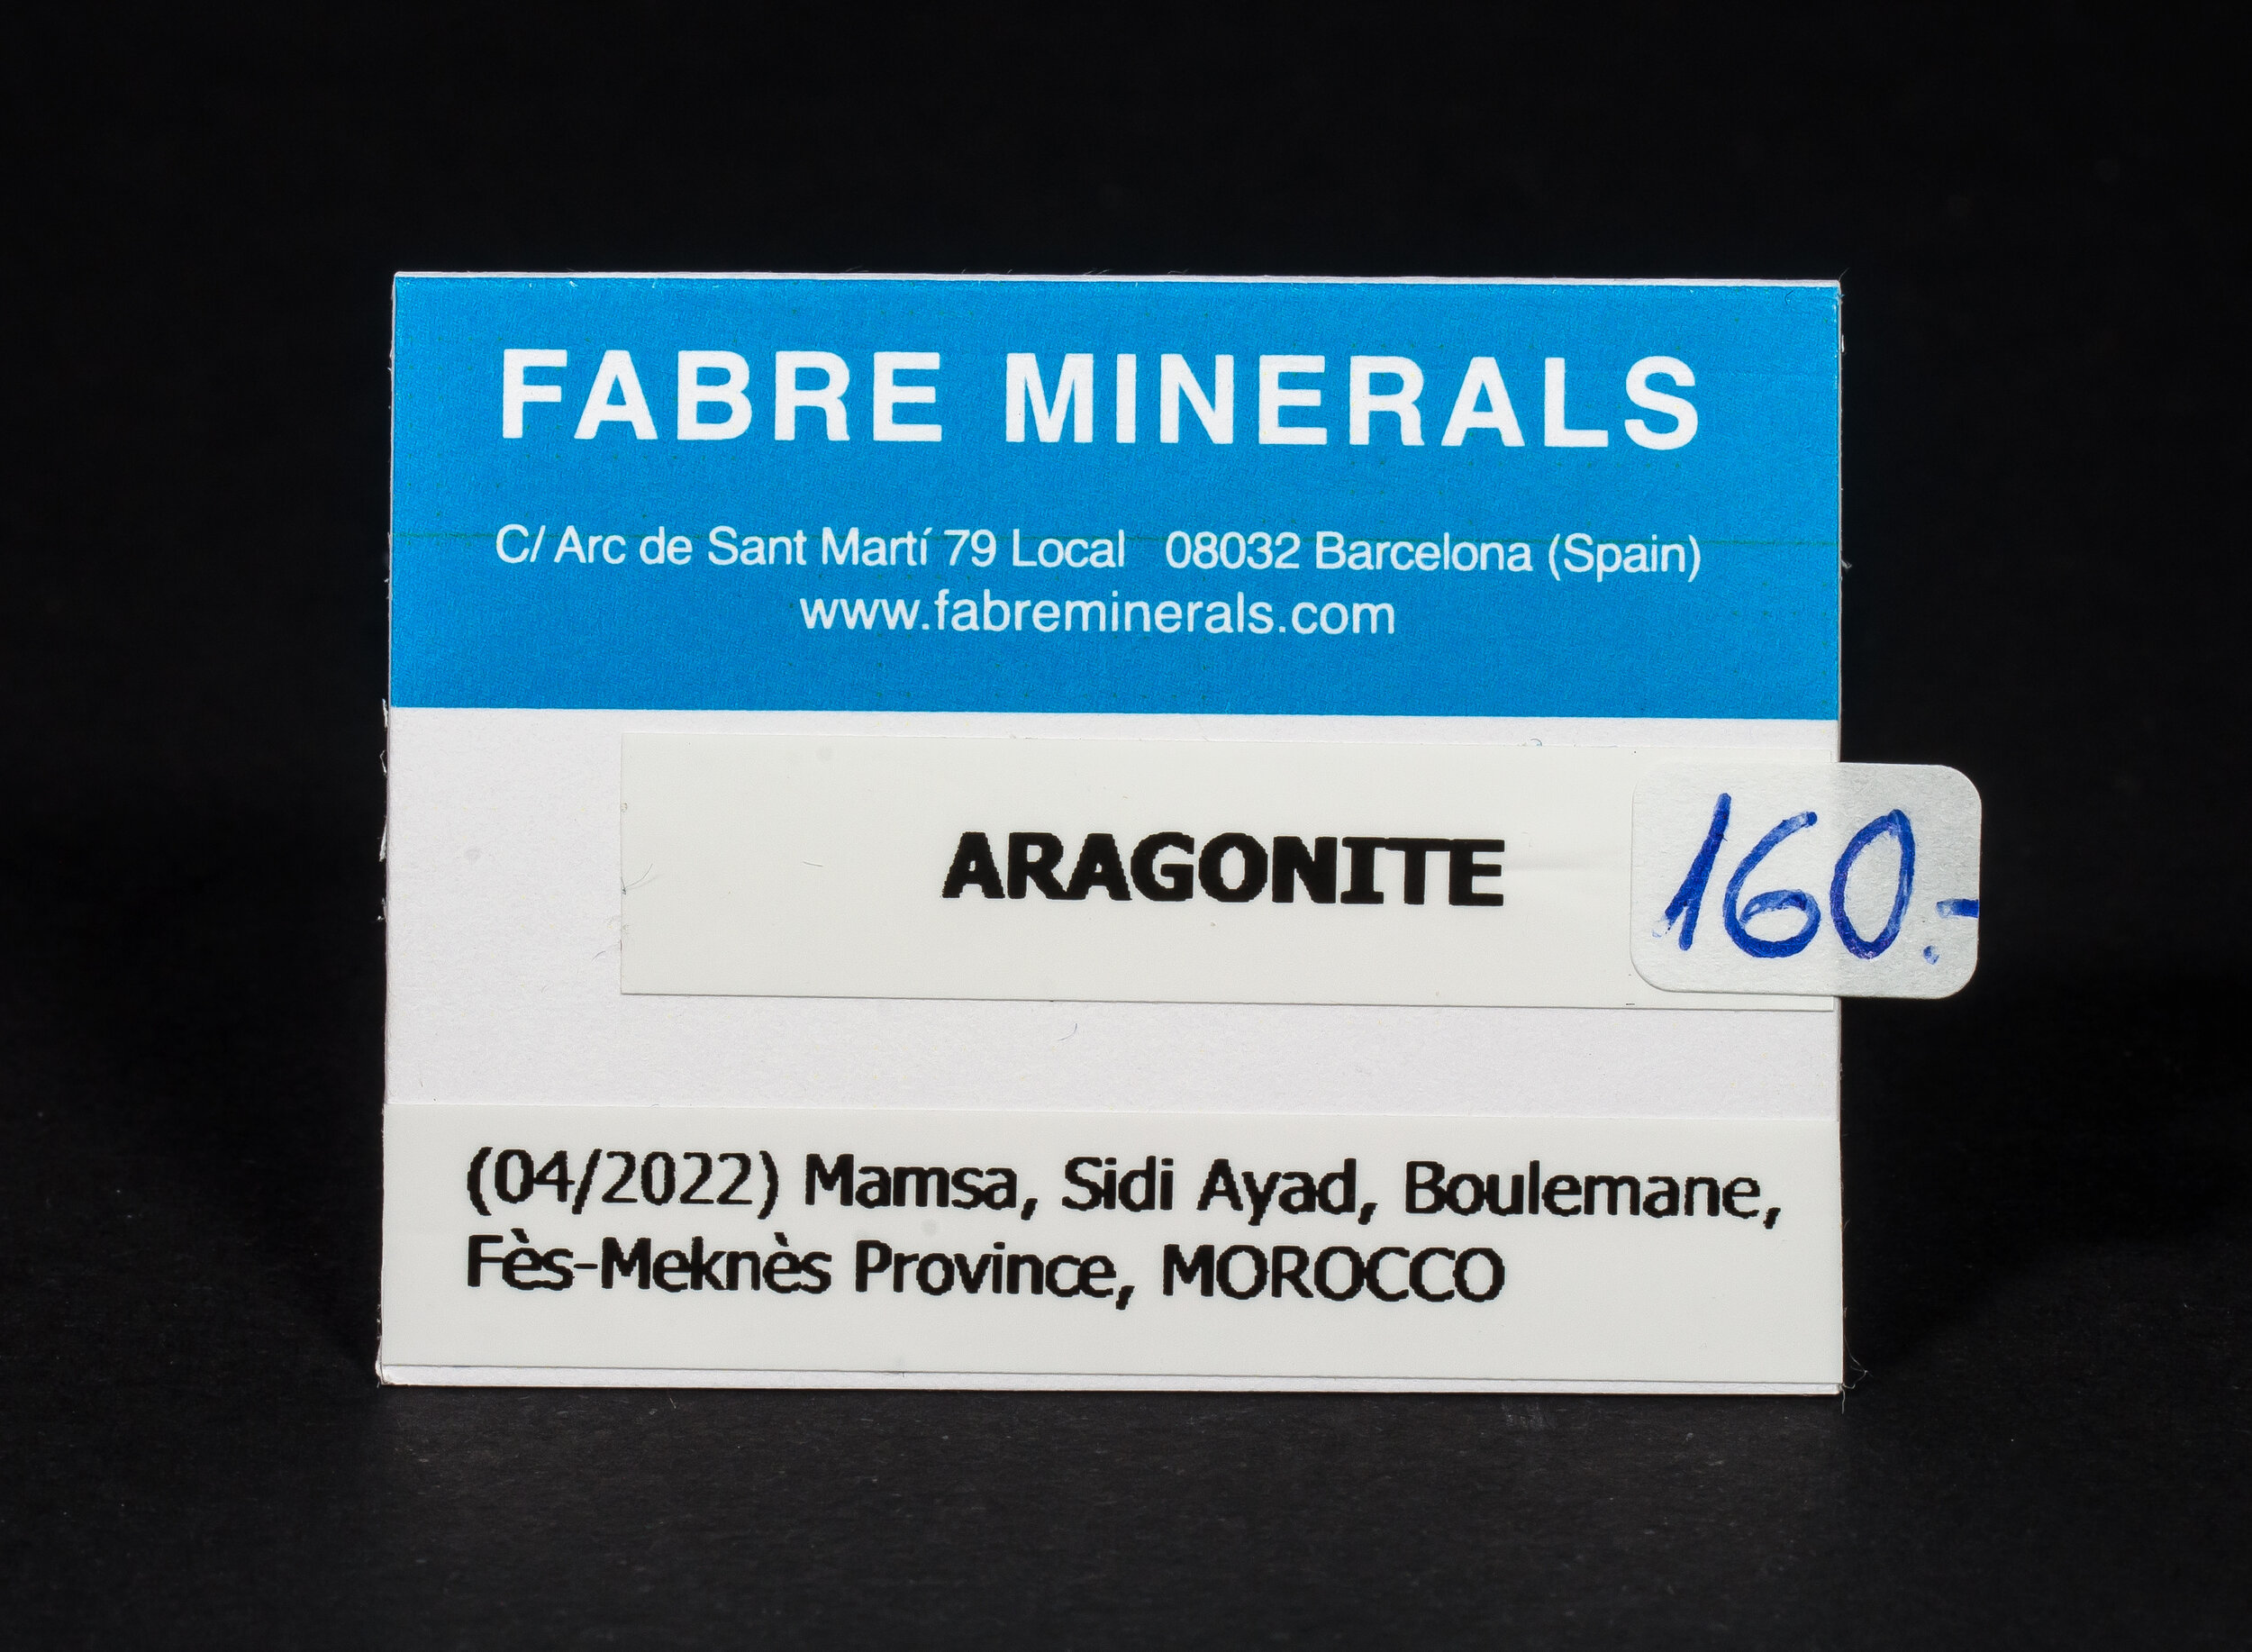 FABRE MINERALS
C/ Arc de Sant Martí 79 Local 08032 Barcelona (Spain)
www.fabreminerals.com
ARAGONITE
160.-
(04/2022) Mamsa, Sidi Ayad, Boulemane,
Fès-Meknès Province, MOROCCO